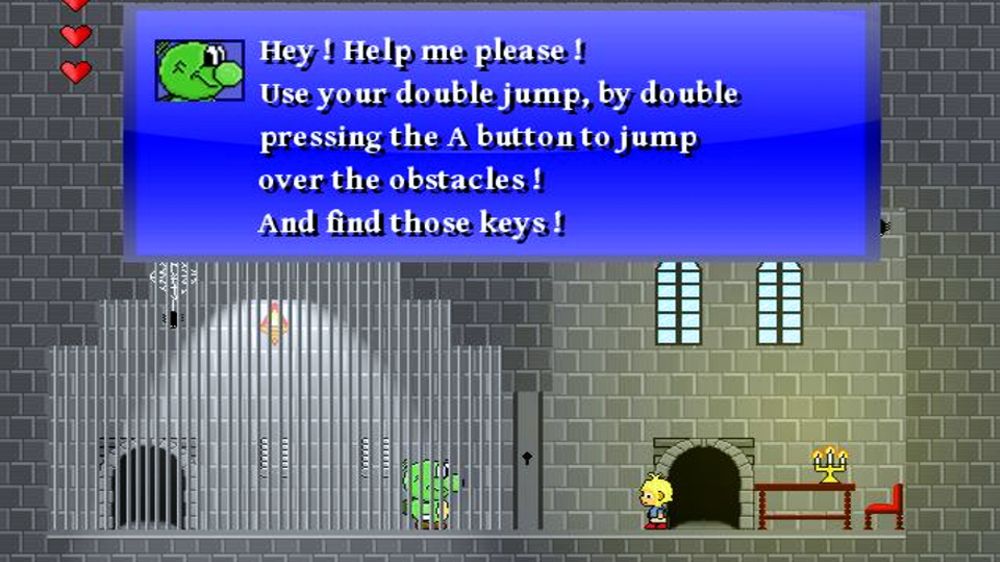 Hey ! Help me please !
Use your double jump, by double
pressing the A button to jump
over the obstacles !
And find those keys !